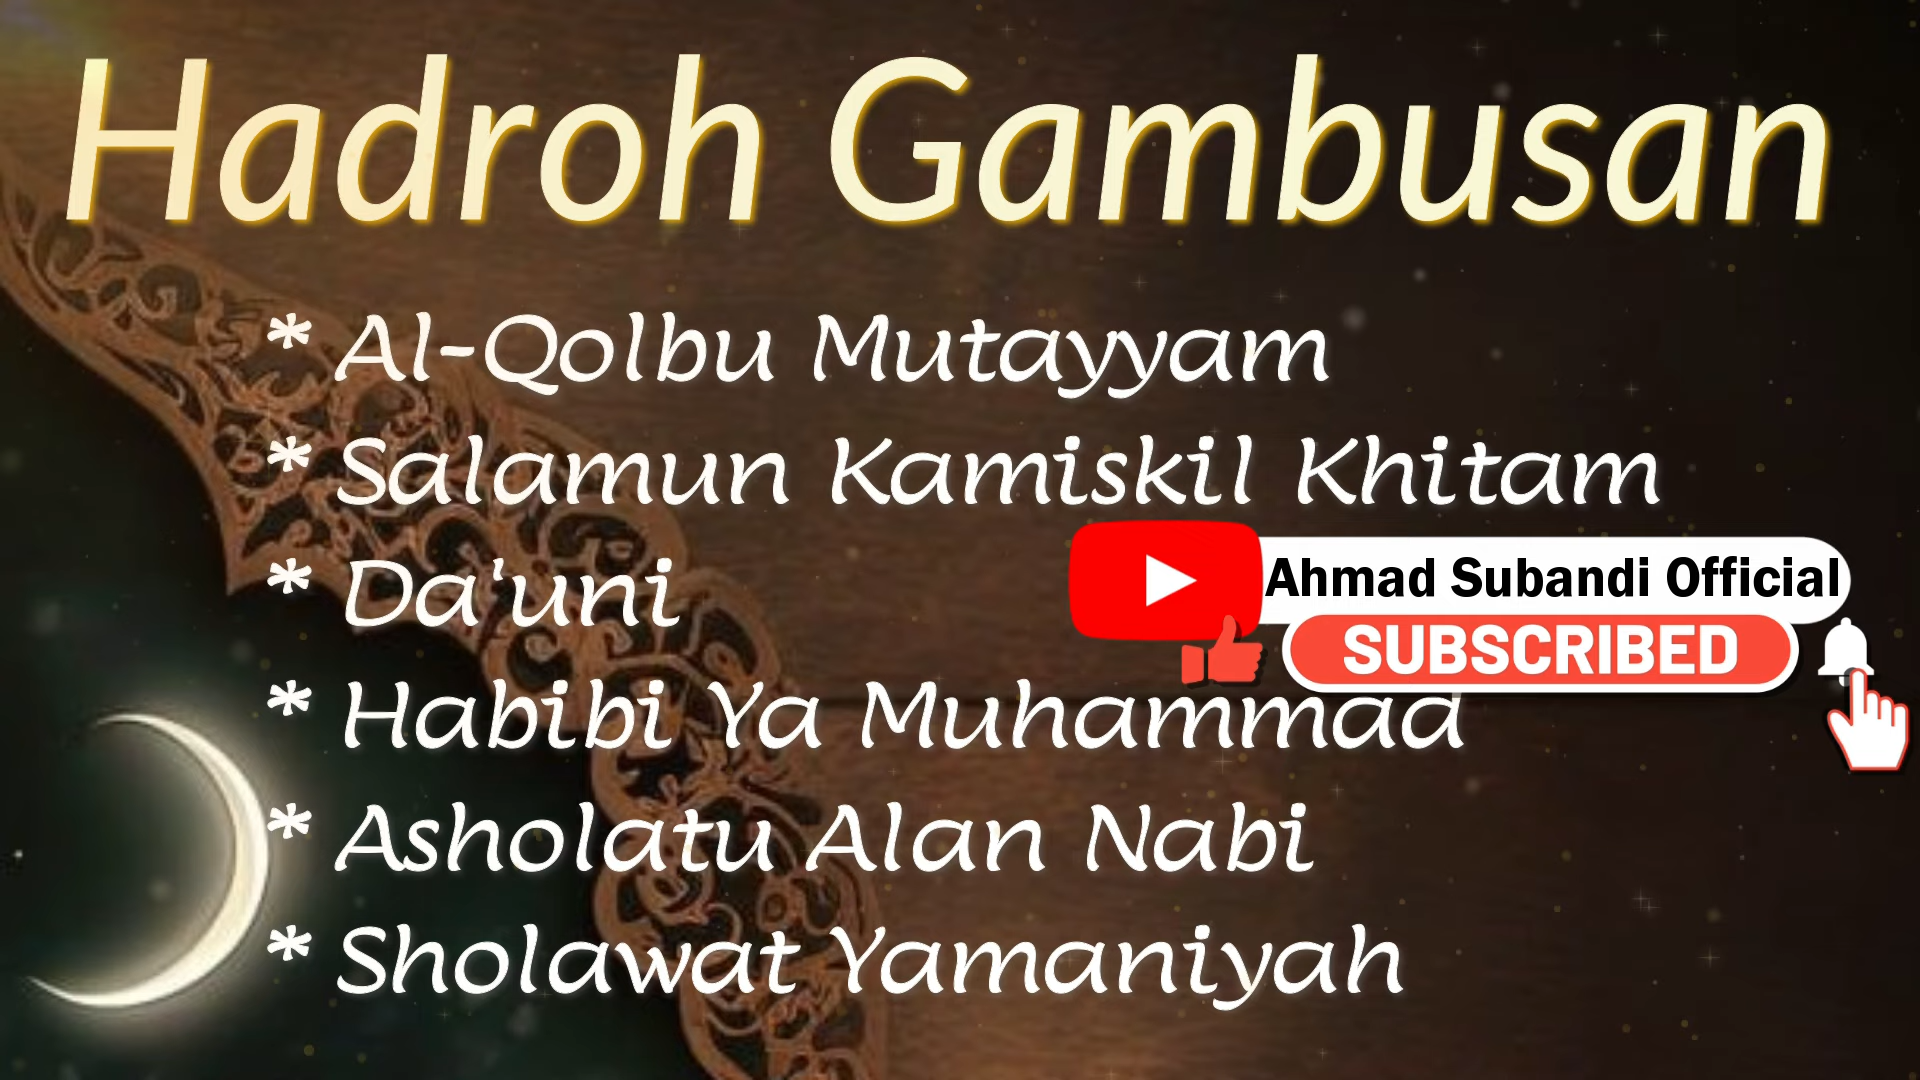 Hadroh Gambusan
* Al-Qolbu Mutayyam
* Salamun Kamiskil Khitam
* Da'uni
Ahmad Subandi Official
SUBSCRIBED
* Habibi Ya Muhammad
* Asholatu Alan Nabi
* Sholawat Yamaniyah